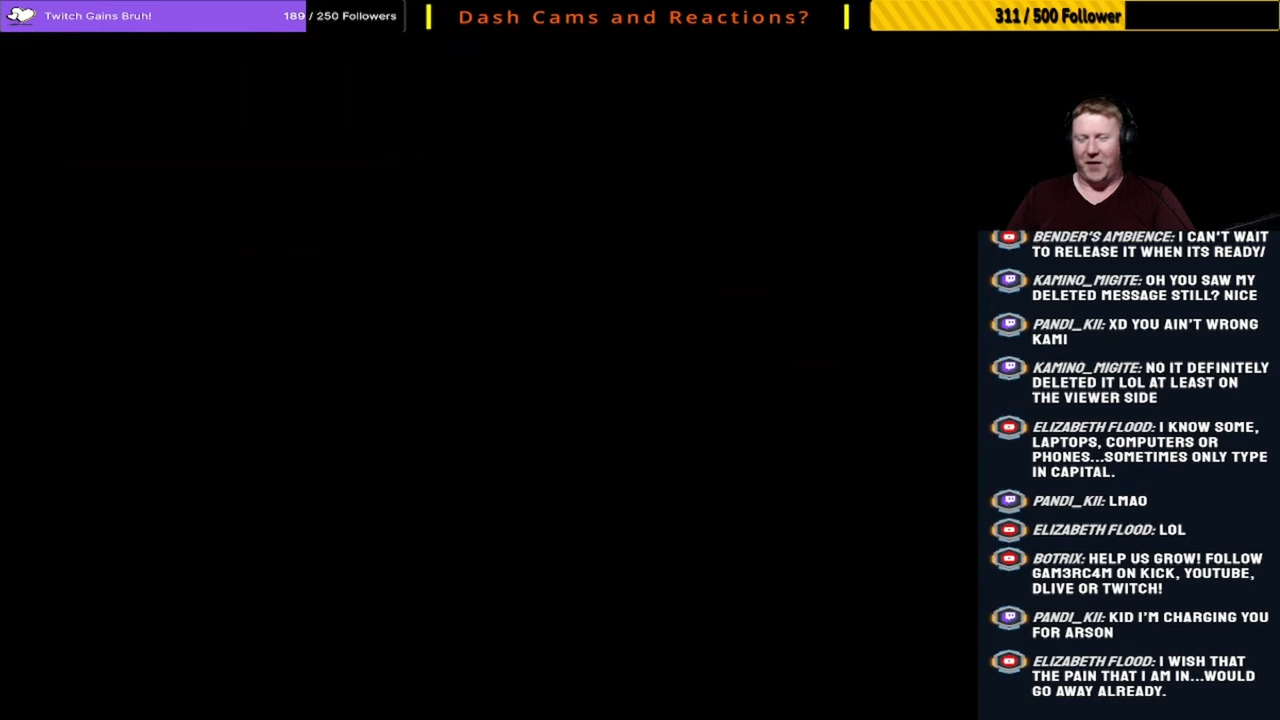 Twitch Gains Bruh!
189 / 250 Followers
Dash Cams and Reactions?
311 / 500 Follower
BENDER'S AMBIENCE: I CAN'T WAIT
TO RELEASE IT WHEN ITS READY/
KAMINO_MIGITE: OH YOU SAW MY
DELETED MESSAGE STILL? NICE
PANDI_KII: XD YOU AIN'T WRONG
KAMI
KAMINO_MIGITE: NO IT DEFINITELY
DELETED IT LOL AT LEAST ON
THE VIEWER SIDE
ELIZABETH FLOOD: I KNOW SOME,
LAPTOPS, COMPUTERS OR
PHONES...SOMETIMES ONLY TYPE
IN CAPITAL.
PANDI_KII: LMAO
ELIZABETH FLOOD: LOL
BOTRIX: HELP US GROW! FOLLOW
GAM3RC4M ON KICK, YOUTUBE,
DLIVE OR TWITCH!
PANDI_KII: KID I'M CHARGING YOU
FOR ARSON
ELIZABETH FLOOD: I WISH THAT
THE PAIN THAT I AM IN...WOULD
GO AWAY ALREADY.